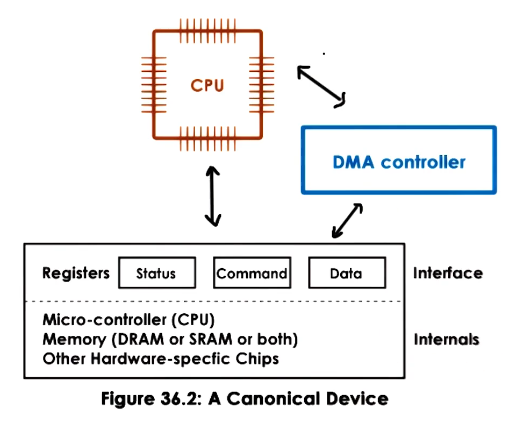 CPU
DMA controller
Registers Status Command Data Interface
Micro-controller (CPU)
Memory (DRAM or SRAM or both) Internals
Other Hardware-specfic Chips
Figure 36.2: A Canonical Device